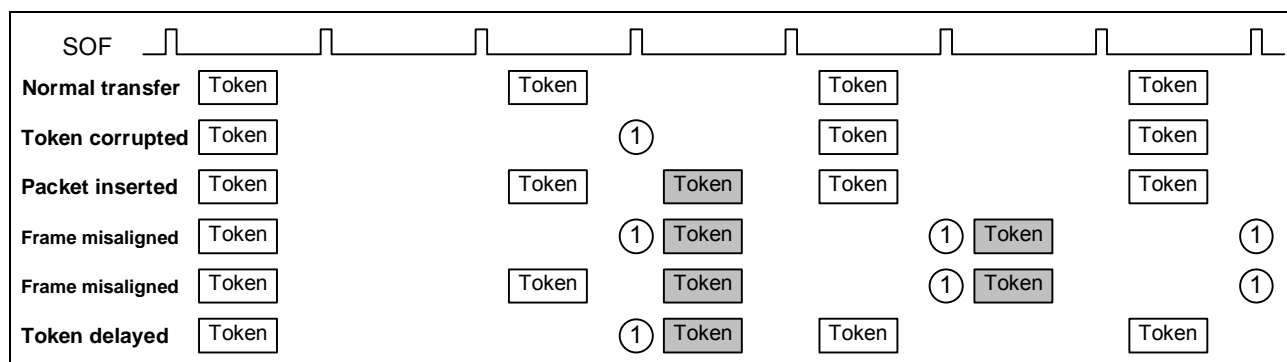 SOF
Normal transfer Token Token Token Token
Token corrupted Token 1 Token Token
Packet inserted Token Token Token Token Token
Frame misaligned Token 1 Token 1 Token 1
Frame misaligned Token Token Token 1 Token 1
Token delayed Token 1 Token Token Token